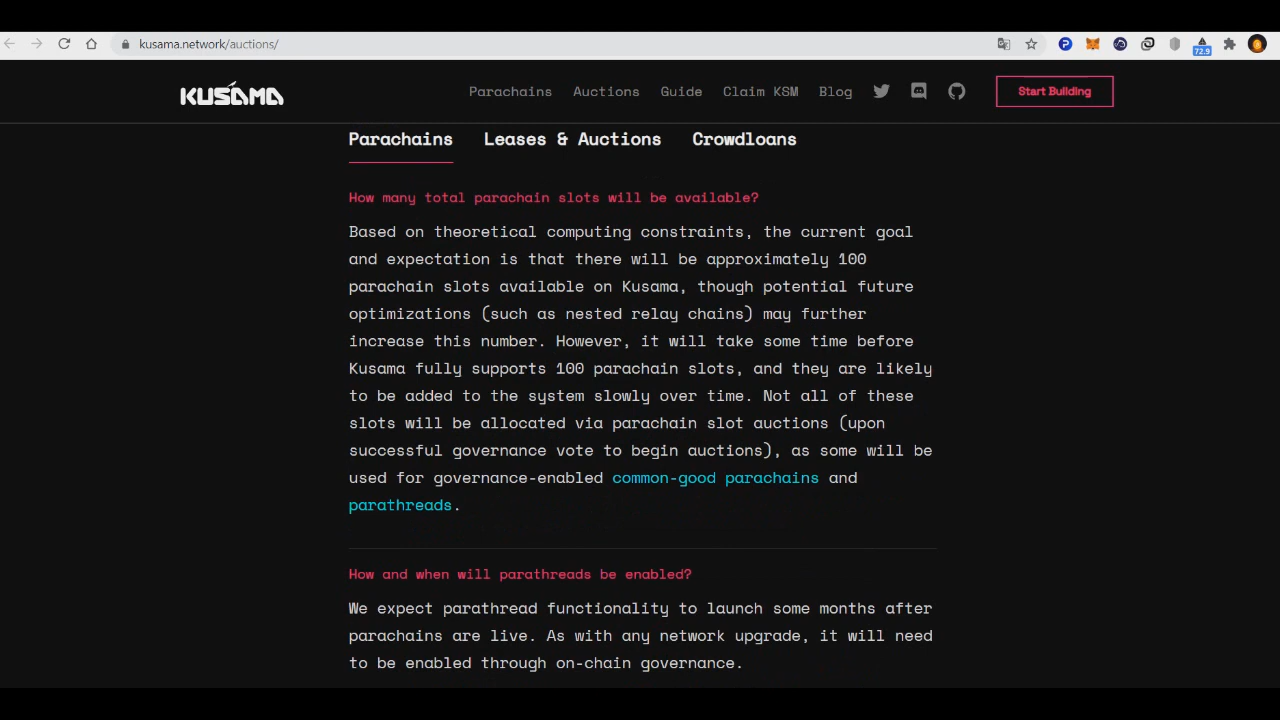 kusama.network/auctions/
72.9
KUSAMA
Parachains Auctions Guide Claim KSM Blog Start Building
Parachains Leases & Auctions Crowdloans
How many total parachain slots will be available?
Based on theoretical computing constraints, the current goal
and expectation is that there will be approximately 100
parachain slots available on Kusama, though potential future
optimizations (such as nested relay chains) may further
increase this number. However, it will take some time before
Kusama fully supports 100 parachain slots, and they are likely
to be added to the system slowly over time. Not all of these
slots will be allocated via parachain slot auctions (upon
successful governance vote to begin auctions), as some will be
used for governance-enabled common-good parachains and
parathreads.
How and when will parathreads be enabled?
We expect parathread functionality to launch some months after
parachains are live. As with any network upgrade, it will need
to be enabled through on-chain governance.